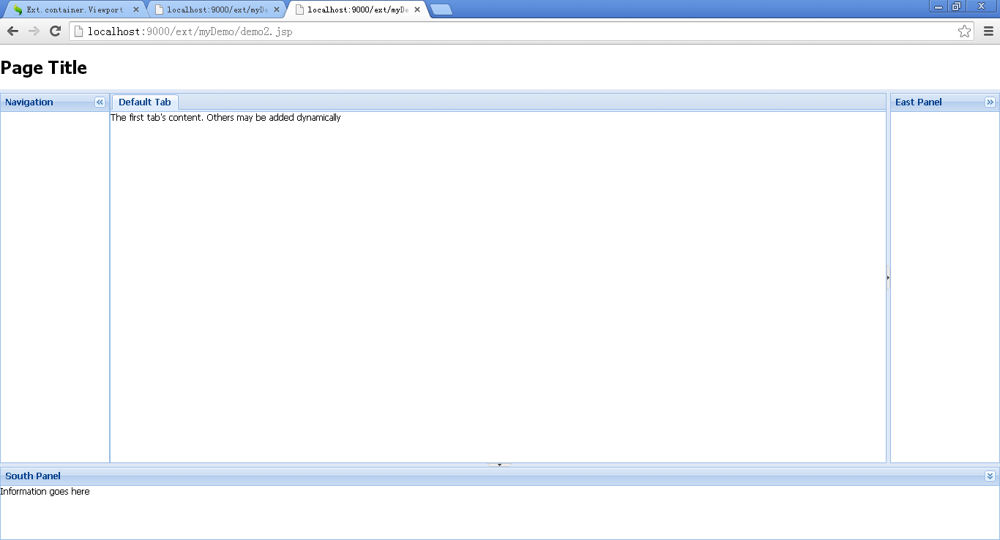 Ext.container.Viewport
localhost:9000/ext/myDe
localhost:9000/ext/myDe
localhost:9000/ext/myDemo/demo2.jsp
Page Title
Navigation
Default Tab
East Panel
The first tab's content. Others may be added dynamically
South Panel
Information goes here